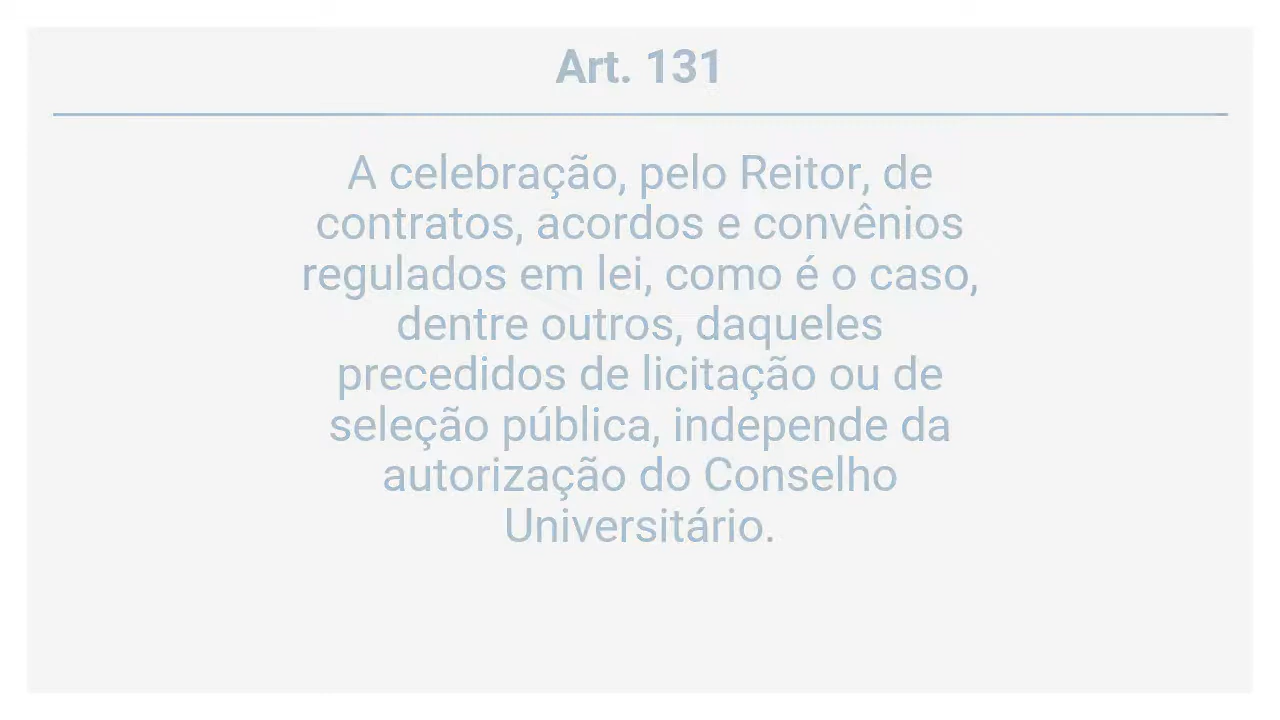 Art. 131
A celebração, pelo Reitor, de
contratos, acordos e convênios
regulados em lei, como é o caso,
dentre outros, daqueles
precedidos de licitação ou de
seleção pública, independe da
autorização do Conselho
Universitário.